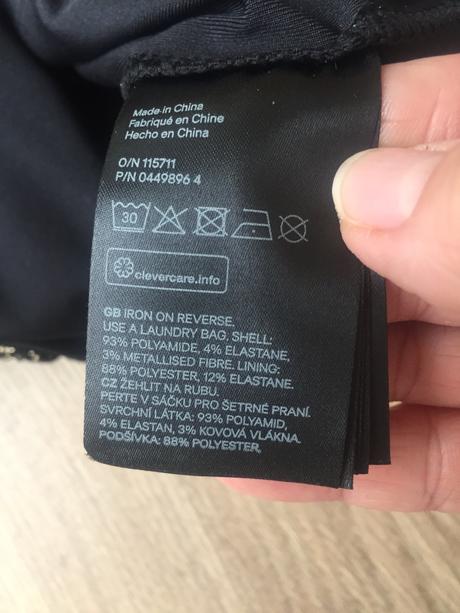 Made in China
Fabriqué en Chine
Hecho en China
O/N 115711
P/N 0449896 4
30
clevercare.info
GB IRON ON REVERSE.
USE A LAUNDRY BAG. SHELL:
93% POLYAMIDE, 4% ELASTANE,
3% METALLISED FIBRE. LINING:
88% POLYESTER, 12% ELASTANE.
CZ ŽEHLIT NA RUBU.
PERTE V SÁČKU PRO ŠETRNÉ PRANÍ.
SVRCHNÍ LÁTKA: 93% POLYAMID,
4% ELASTAN, 3% KOVOVÁ VLÁKNA.
PODŠÍVKA: 88% POLYESTER,